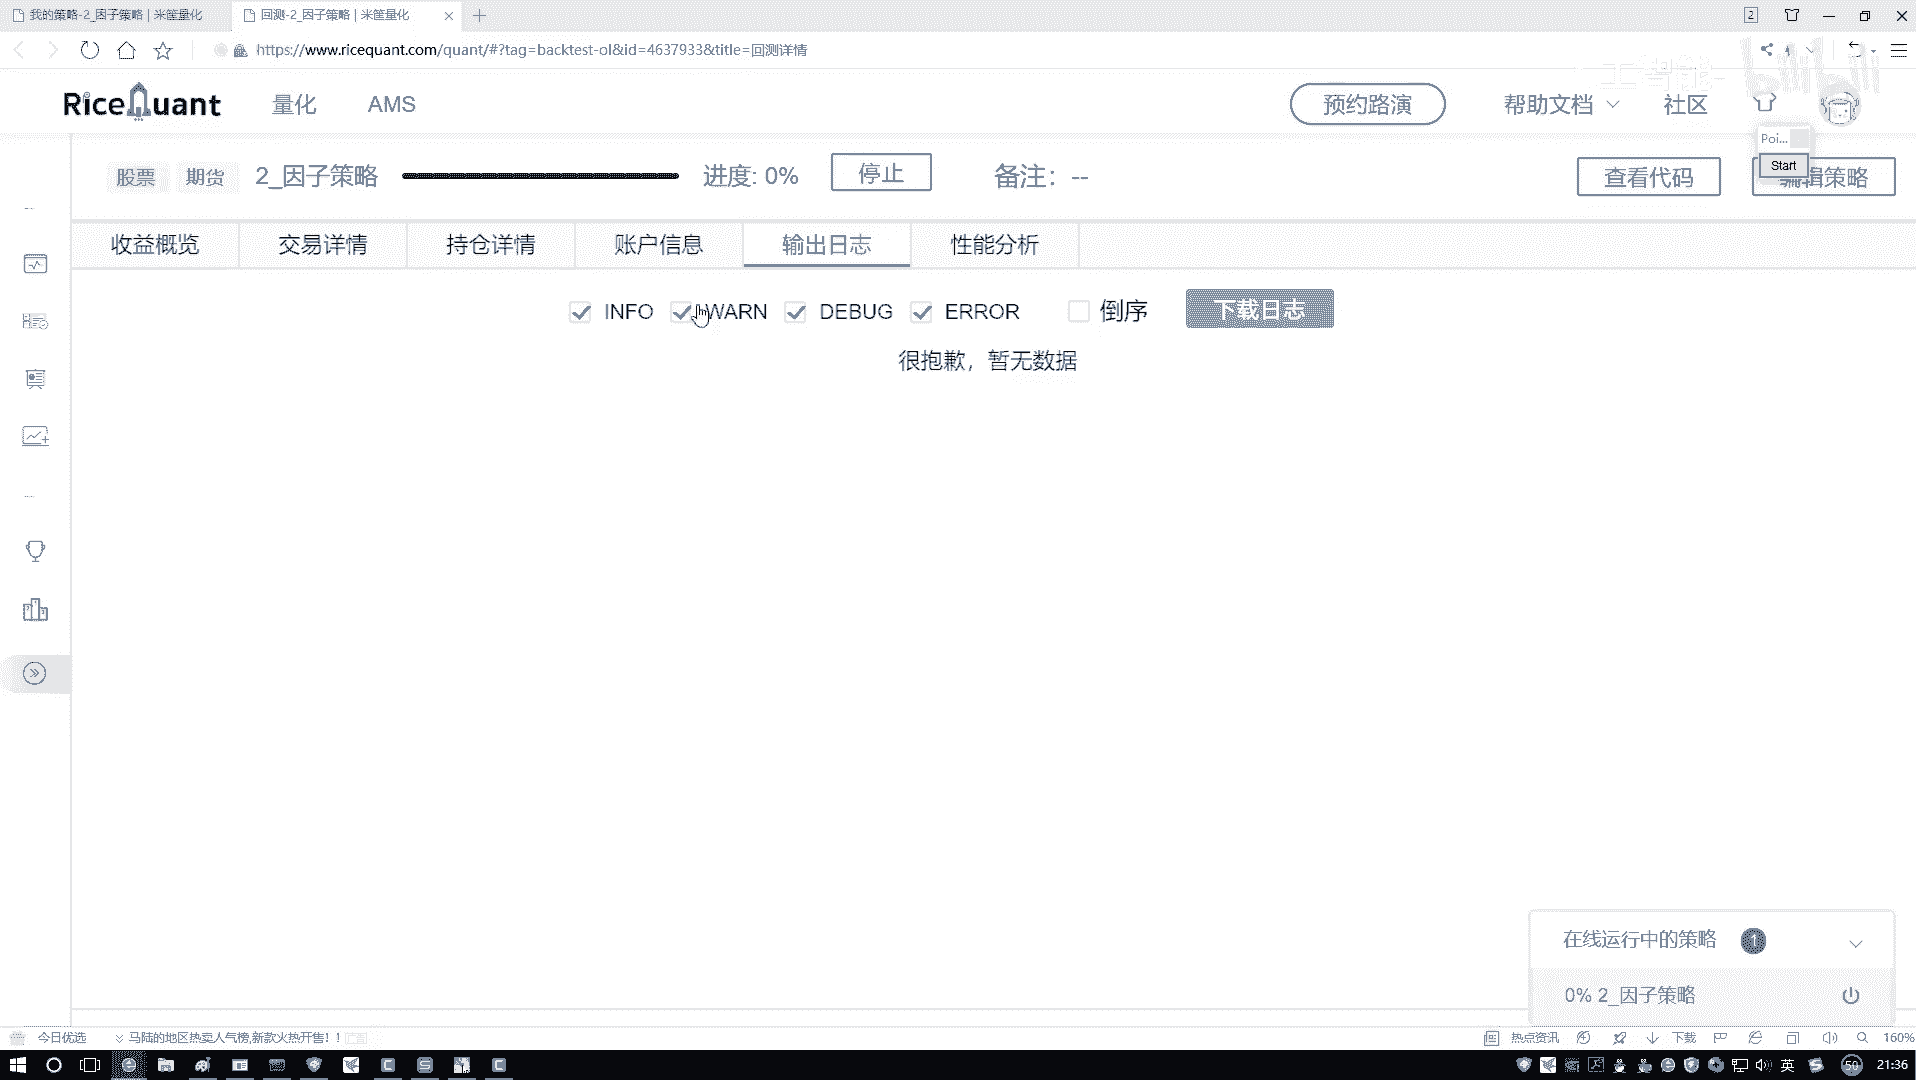 我的策略-2_因子策略 | 米筐量化
回测-2_因子策略 | 米筐量化
2
https://www.ricequant.com/quant/#?tag=backtest-ol&id=4637933&title=回测详情
RiceQuant
量化
AMS
预约路演
帮助文档
社区
Poi...
Start
股票
期货
2_因子策略
进度: 0%
停止
备注: --
查看代码
编辑策略
收益概览
交易详情
持仓详情
账户信息
输出日志
性能分析
INFO
WARN
DEBUG
ERROR
倒序
下载日志
很抱歉，暂无数据
在线运行中的策略
1
0% 2_因子策略
今日优选
马陆的地区热卖人气榜,新款火热开售！！
热点资讯
下载
160%
英
50
21:36